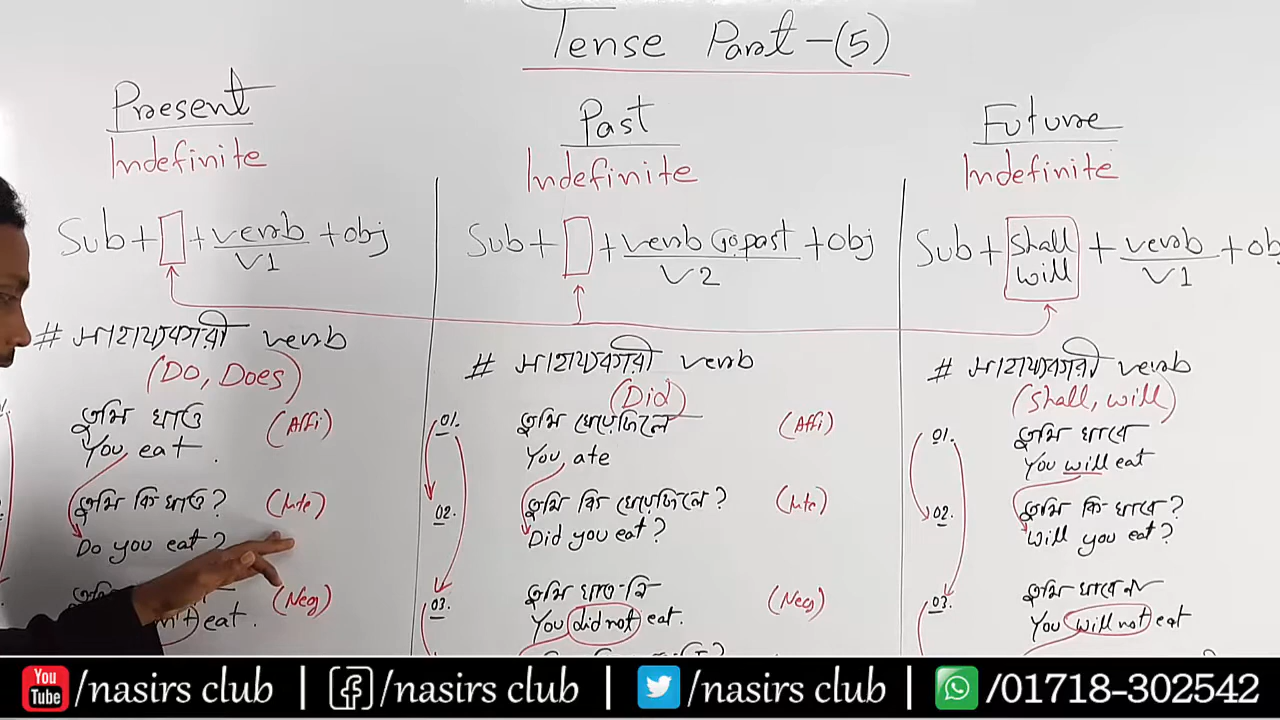 Tense Part-(5)
Present
Indefinite
Sub + + verb + obj
V1
# সাহায্যকারী verb
(Do, Does)
তুমি খাও (Affi)
You eat.
তুমি কি খাও? (Inte)
Do you eat?
(Neg)
eat.
Past
Indefinite
Sub + + verb এর past + obj
V2
# সাহায্যকারী verb
(Did)
01. তুমি খেয়েছিলে (Affi)
You ate
02. তুমি কি খেয়েছিলে? (Inte)
Did you eat?
03. তুমি খাও-নি (Neg)
You did not eat.
Future
Indefinite
Sub + shall + verb + obj
will V1
# সাহায্যকারী verb
(shall, will)
01. তুমি খাবে
You will eat
02. তুমি কি খাবে?
Will you eat?
03. তুমি খাবে না
You will not eat
You Tube /nasirs club | /nasirs club | /nasirs club | /01718-302542